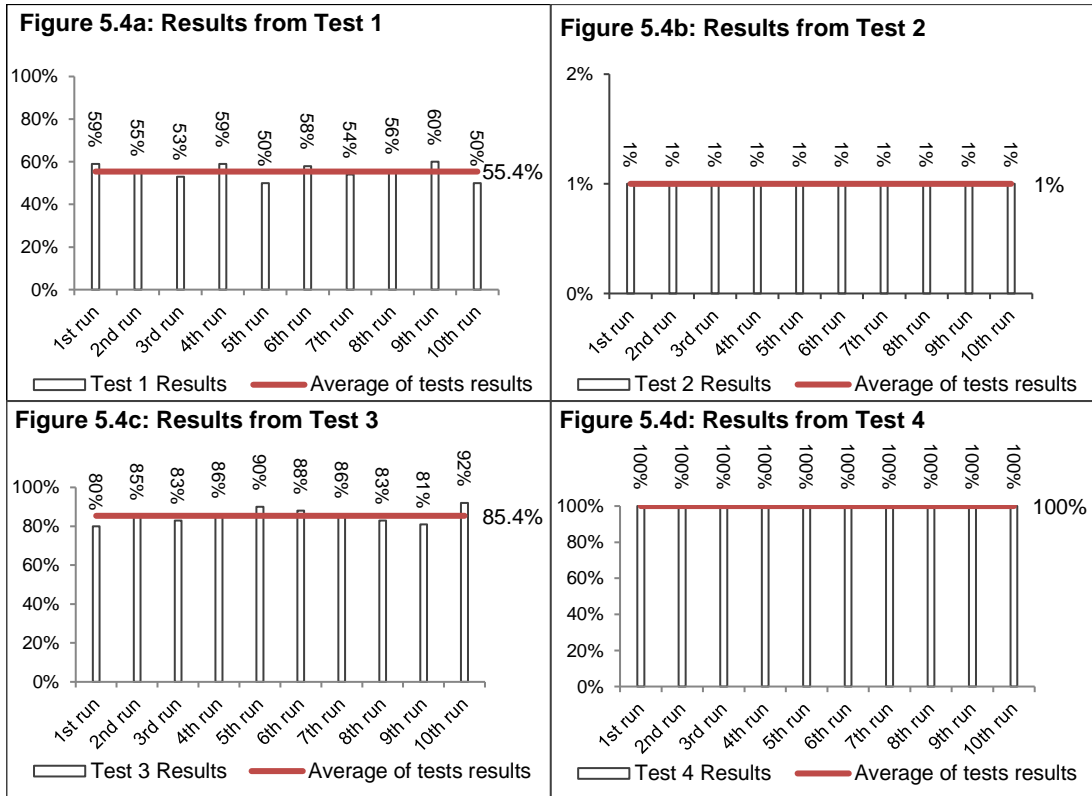 Figure 5.4a: Results from Test 1
100%
80%
60%
40%
20%
0%
59%
55%
53%
59%
50%
58%
54%
56%
60%
50%
55.4%
1st run
2nd run
3rd run
4th run
5th run
6th run
7th run
8th run
9th run
10th run
Test 1 Results
Average of tests results
Figure 5.4b: Results from Test 2
2%
1%
0%
1%
1%
1%
1%
1%
1%
1%
1%
1%
1%
1%
1st run
2nd run
3rd run
4th run
5th run
6th run
7th run
8th run
9th run
10th run
Test 2 Results
Average of tests results
Figure 5.4c: Results from Test 3
100%
80%
60%
40%
20%
0%
80%
85%
83%
86%
90%
88%
86%
83%
81%
92%
85.4%
1st run
2nd run
3rd run
4th run
5th run
6th run
7th run
8th run
9th run
10th run
Test 3 Results
Average of tests results
Figure 5.4d: Results from Test 4
100%
80%
60%
40%
20%
0%
100%
100%
100%
100%
100%
100%
100%
100%
100%
100%
100%
1st run
2nd run
3rd run
4th run
5th run
6th run
7th run
8th run
9th run
10th run
Test 4 Results
Average of tests results